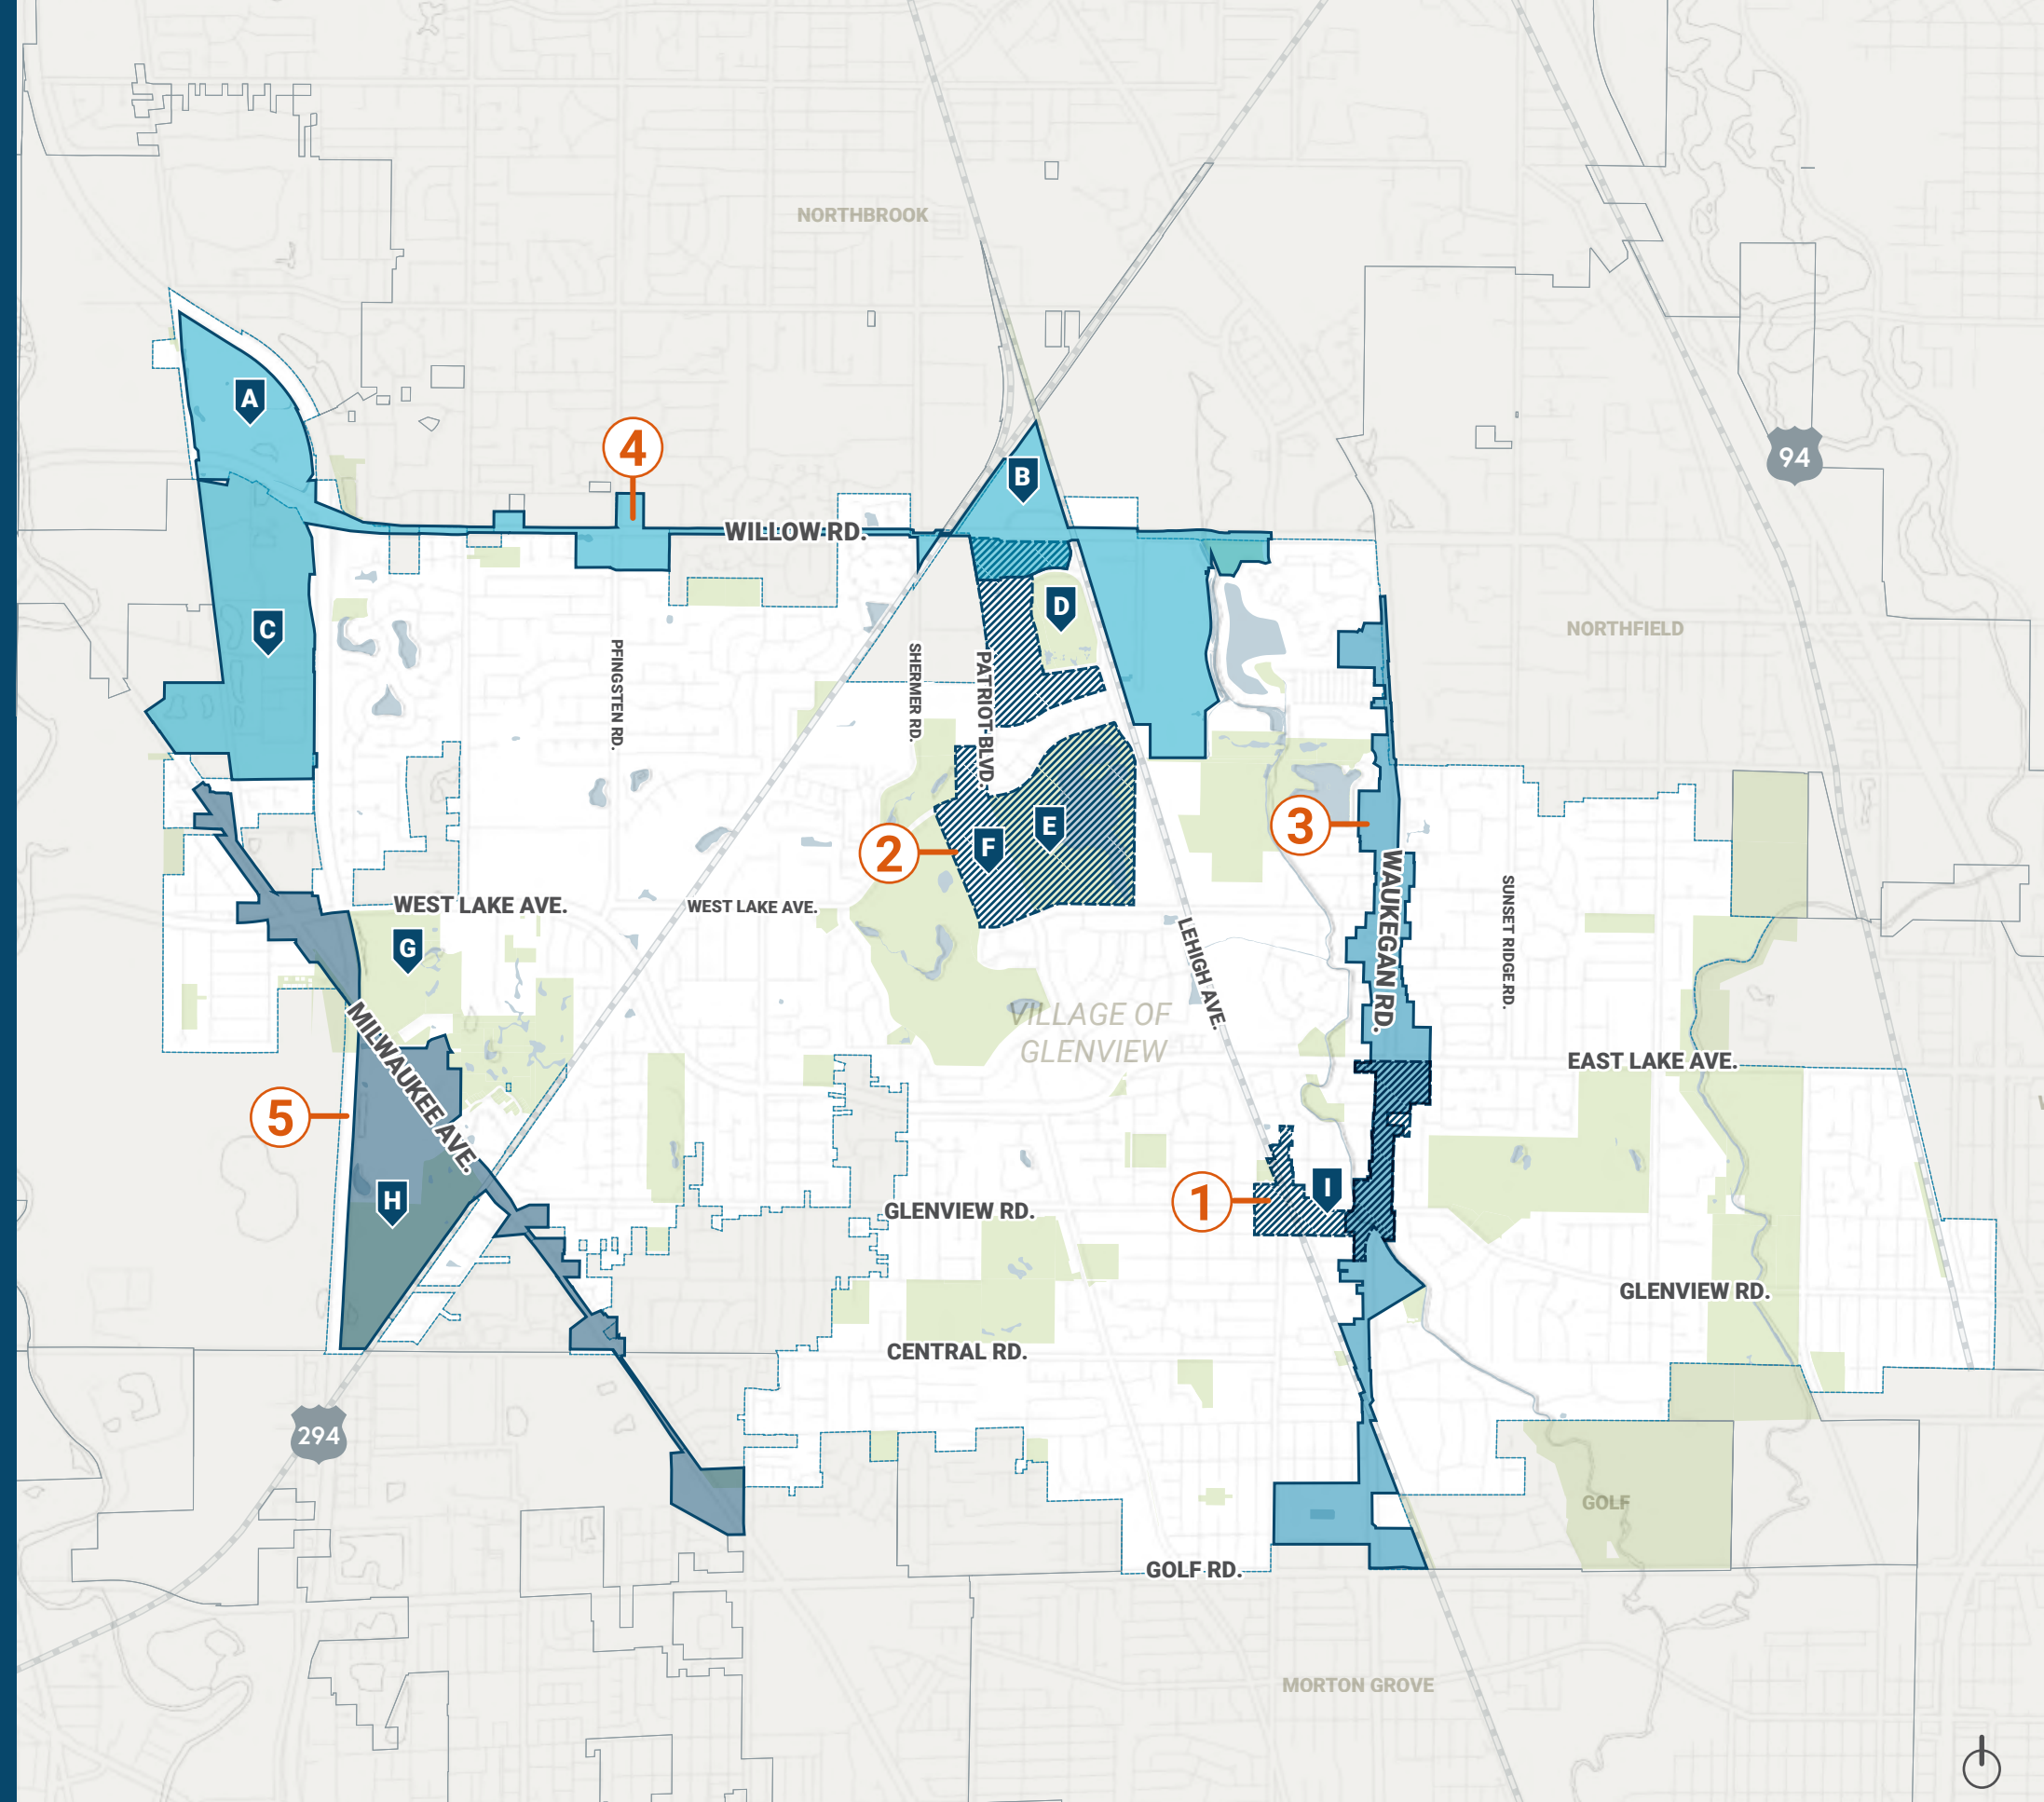 NORTHBROOK
A
4
94
B
WILLOW RD.
D
C
NORTHFIELD
PFINGSTEN RD.
SHERMER RD.
PATRIOT BLVD.
3
E
2
F
WAUKEGAN RD.
SUNSET RIDGE RD.
WEST LAKE AVE.
WEST LAKE AVE.
LEHIGH AVE.
G
VILLAGE OF
GLENVIEW
MILWAUKEE AVE.
EAST LAKE AVE.
5
1
I
H
GLENVIEW RD.
GLENVIEW RD.
CENTRAL RD.
294
GOLF
GOLF RD.
MORTON GROVE